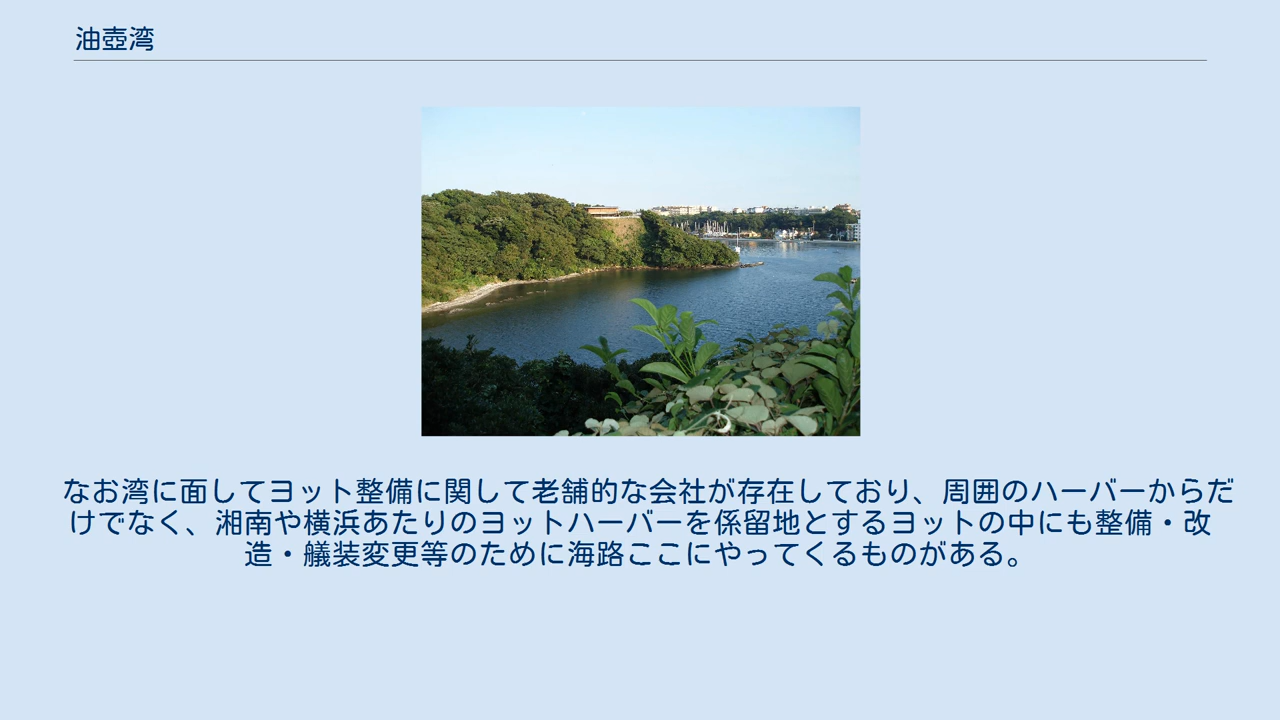 油壺湾
なお湾に面してヨット整備に関して老舗的な会社が存在しており、周囲のハーバーからだ
けでなく、湘南や横浜あたりのヨットハーバーを係留地とするヨットの中にも整備・改
造・艤装変更等のために海路ここにやってくるものがある。